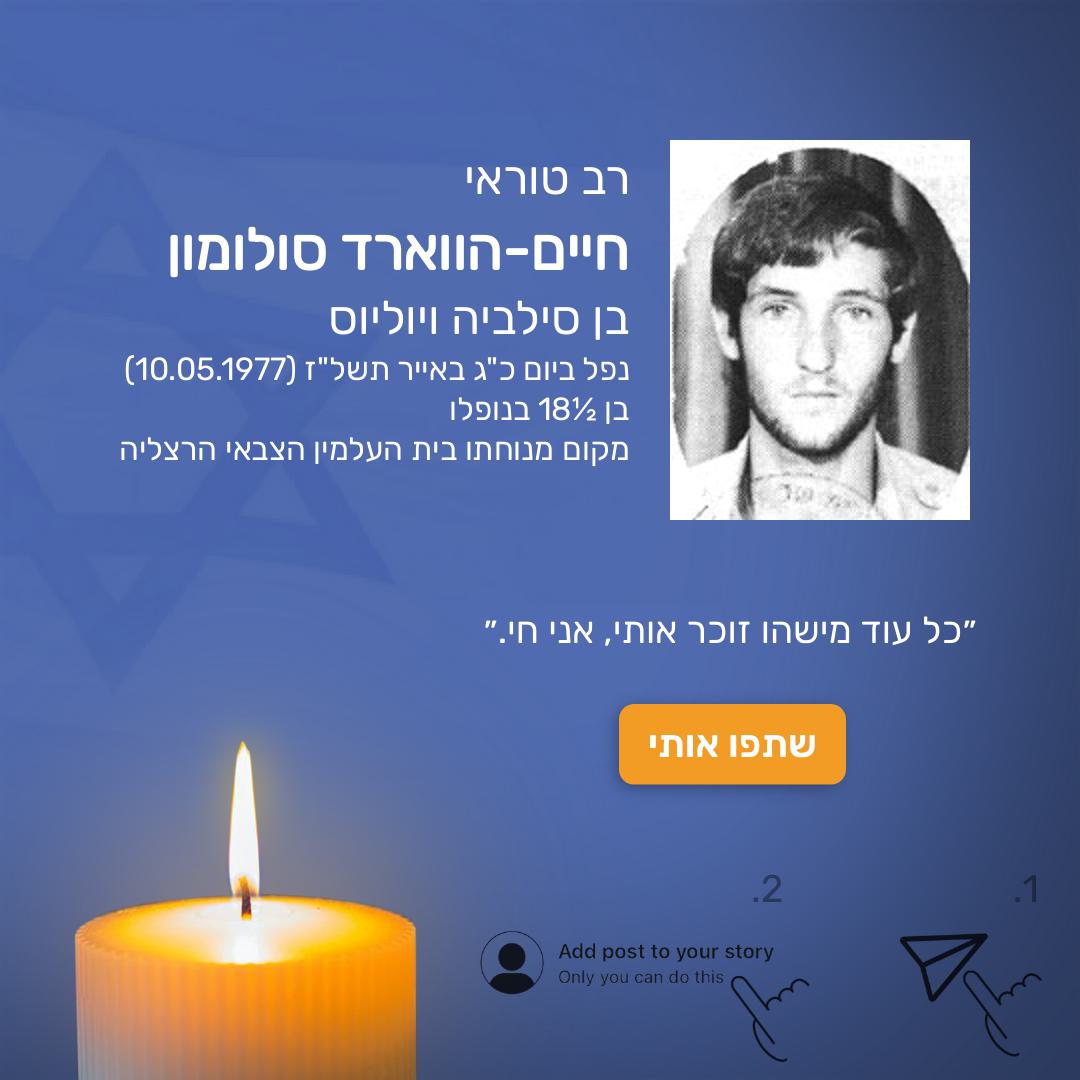 רב טוראי
חיים-הווארד סולומון
בן סילביה ויוליוס
נפל ביום כ"ג באייר תשל"ז (10.05.1977)
בן 18½ בנופלו
מקום מנוחתו בית העלמין הצבאי הרצליה
״כל עוד מישהו זוכר אותי, אני חי.״
שתפו אותי
.1
.2
Add post to your story
Only you can do this